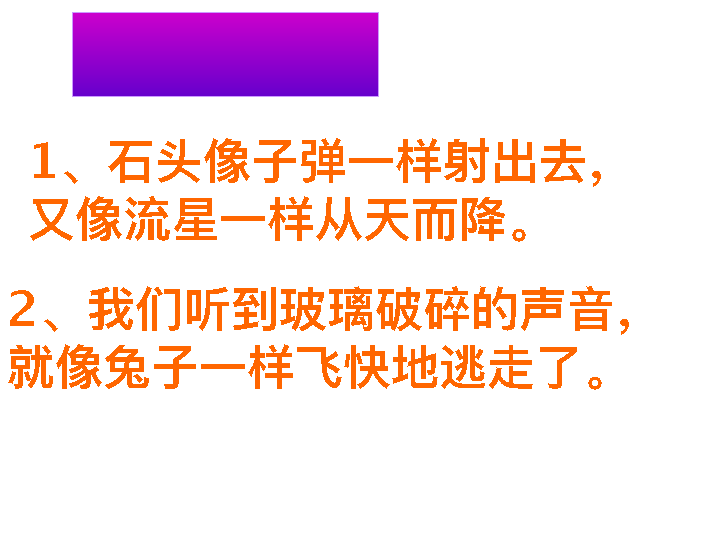 1、石头像子弹一样射出去，
又像流星一样从天而降。
2、我们听到玻璃破碎的声音，
就像兔子一样飞快地逃走了。